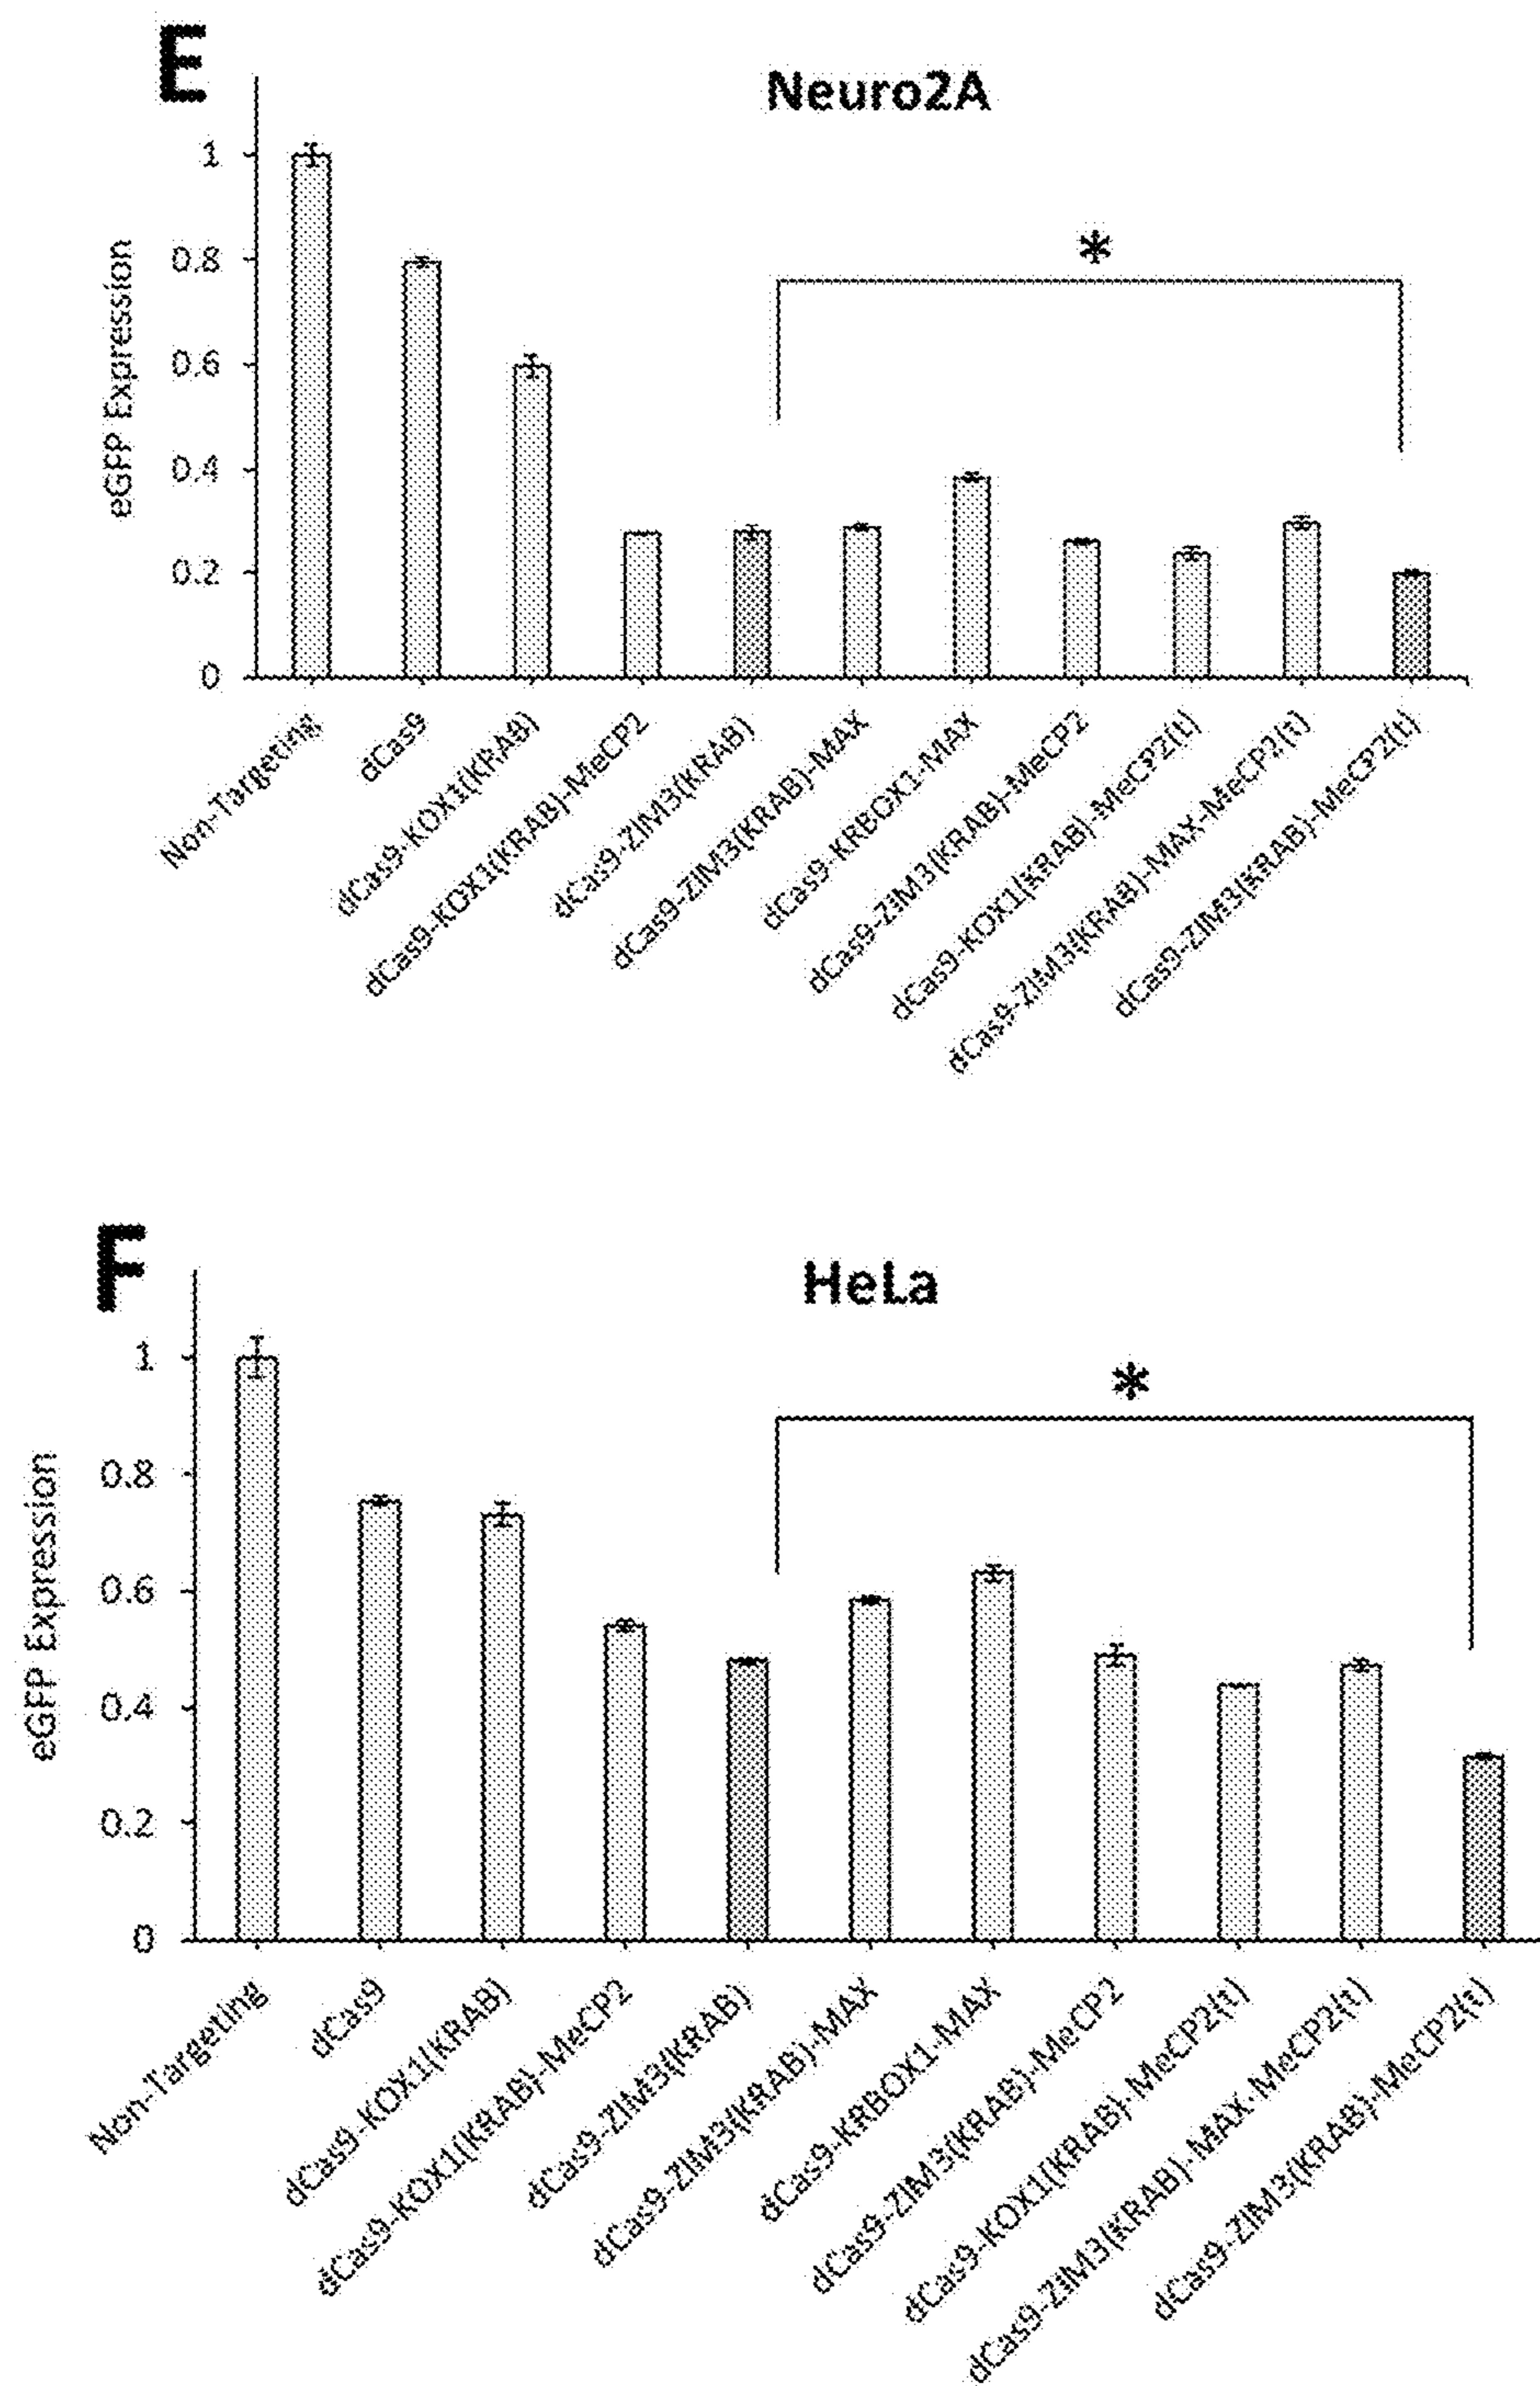 E
Neuro2A
eGFP Expression
1
0.8
0.6
0.4
0.2
0
*
Non-Targeting
dCas9
dCas9-KOX1(KRAB)
dCas9-KOX1(KRAB)-MeCP2
dCas9-ZIM3(KRAB)
dCas9-ZIM3(KRAB)-MAX
dCas9-KRBOX1-MAX
dCas9-ZIM3(KRAB)-MeCP2
dCas9-KOX1(KRAB)-MeCP2(t)
dCas9-ZIM3(KRAB)-MAX-MeCP2(t)
dCas9-ZIM3(KRAB)-MeCP2(t)
F
HeLa
eGFP Expression
1
0.8
0.6
0.4
0.2
0
*
Non-Targeting
dCas9
dCas9-KOX1(KRAB)
dCas9-KOX1(KRAB)-MeCP2
dCas9-ZIM3(KRAB)
dCas9-ZIM3(KRAB)-MAX
dCas9-KRBOX1-MAX
dCas9-ZIM3(KRAB)-MeCP2
dCas9-KOX1(KRAB)-MeCP2(t)
dCas9-ZIM3(KRAB)-MAX-MeCP2(t)
dCas9-ZIM3(KRAB)-MeCP2(t)